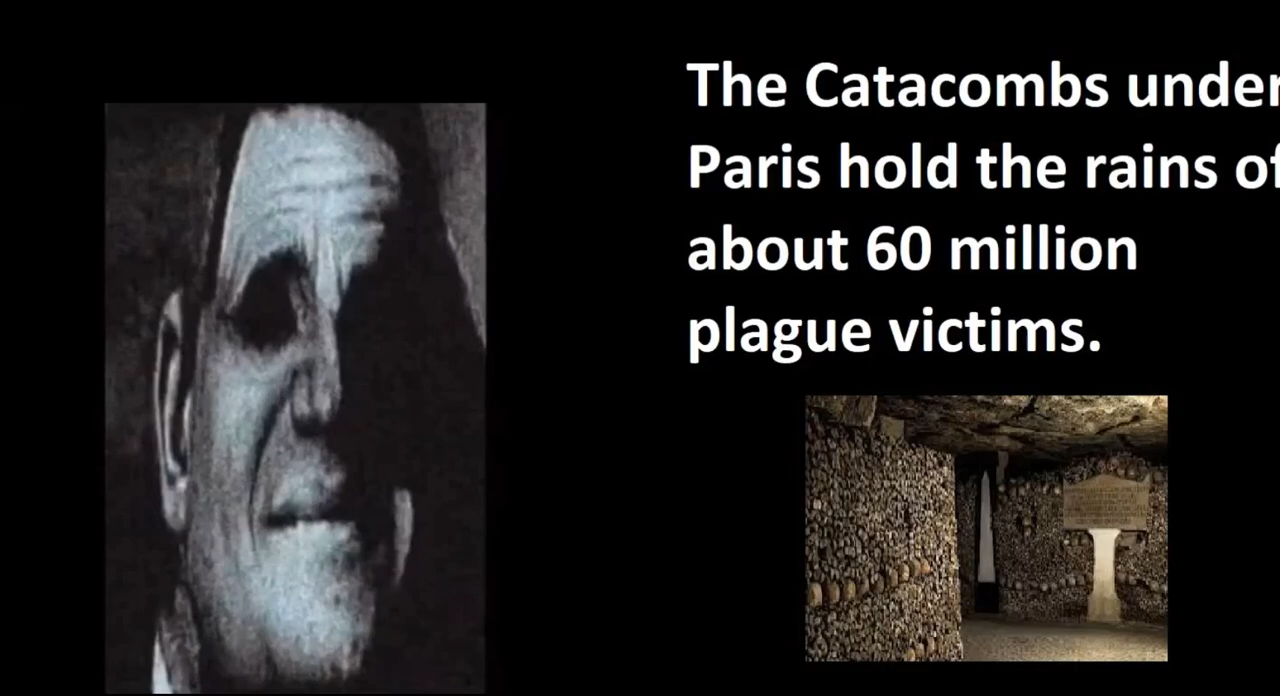 The Catacombs under
Paris hold the rains of
about 60 million
plague victims.